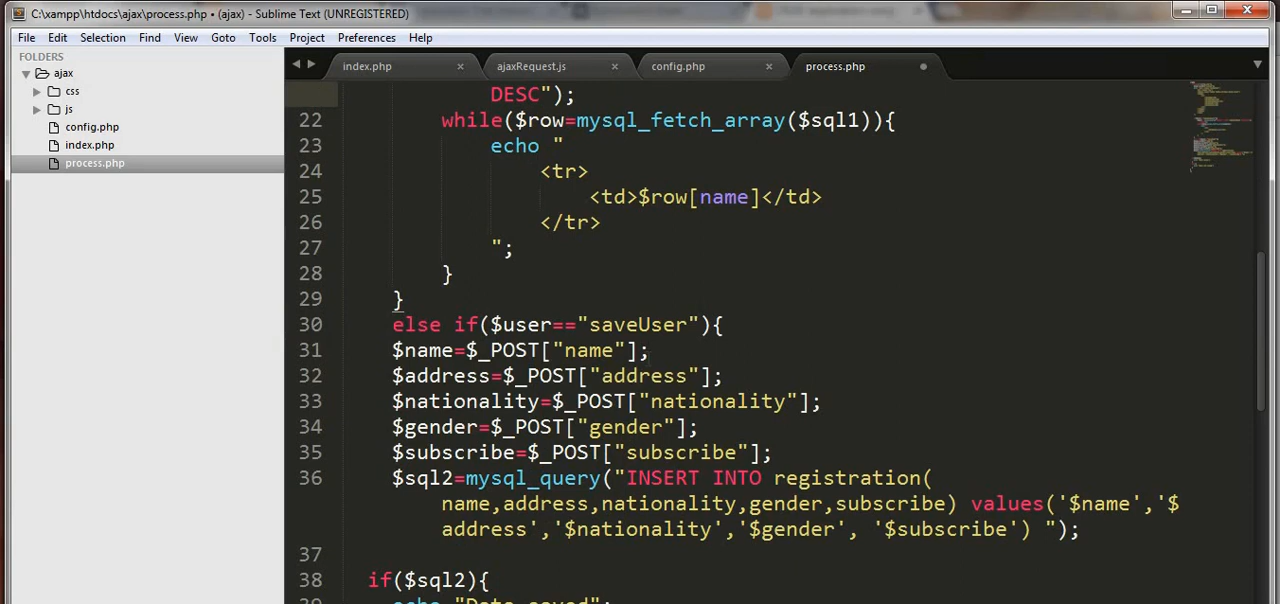 C:\xampp\htdocs\ajax\process.php • (ajax) - Sublime Text (UNREGISTERED)
File Edit Selection Find View Goto Tools Project Preferences Help
FOLDERS
ajax
css
js
config.php
index.php
process.php
index.php × ajaxRequest.js × config.php × process.php
DESC");
22 while($row=mysql_fetch_array($sql1)){
23 echo "
24 <tr>
25 <td>$row[name]</td>
26 </tr>
27 ";
28 }
29 }
30 else if($user=="saveUser"){
31 $name=$_POST["name"];
32 $address=$_POST["address"];
33 $nationality=$_POST["nationality"];
34 $gender=$_POST["gender"];
35 $subscribe=$_POST["subscribe"];
36 $sql2=mysql_query("INSERT INTO registration(
name,address,nationality,gender,subscribe) values('$name','$
address','$nationality','$gender', '$subscribe') ");
37
38 if($sql2){
echo "Data saved";